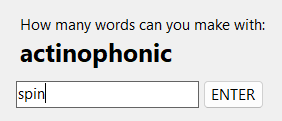 How many words can you make with:
actinophonic
spin
ENTER